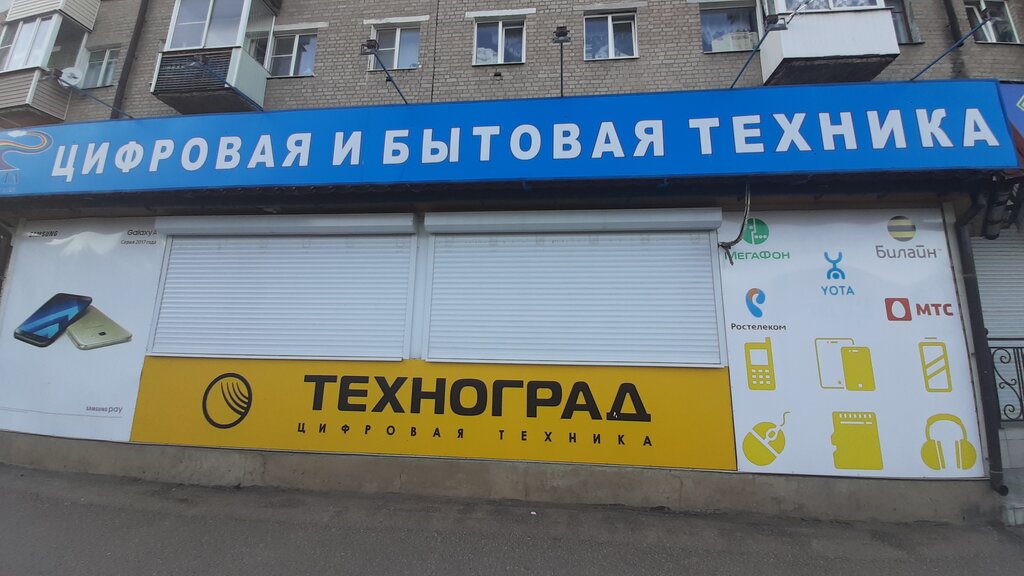 ЦИФРОВАЯ И БЫТОВАЯ ТЕХНИКА
SAMSUNG
Galaxy A
Серия 2017 года
SAMSUNG pay
ТЕХНОГРАД
ЦИФРОВАЯ ТЕХНИКА
МЕГАФОН
Билайн
YOTA
Ростелеком
МТС